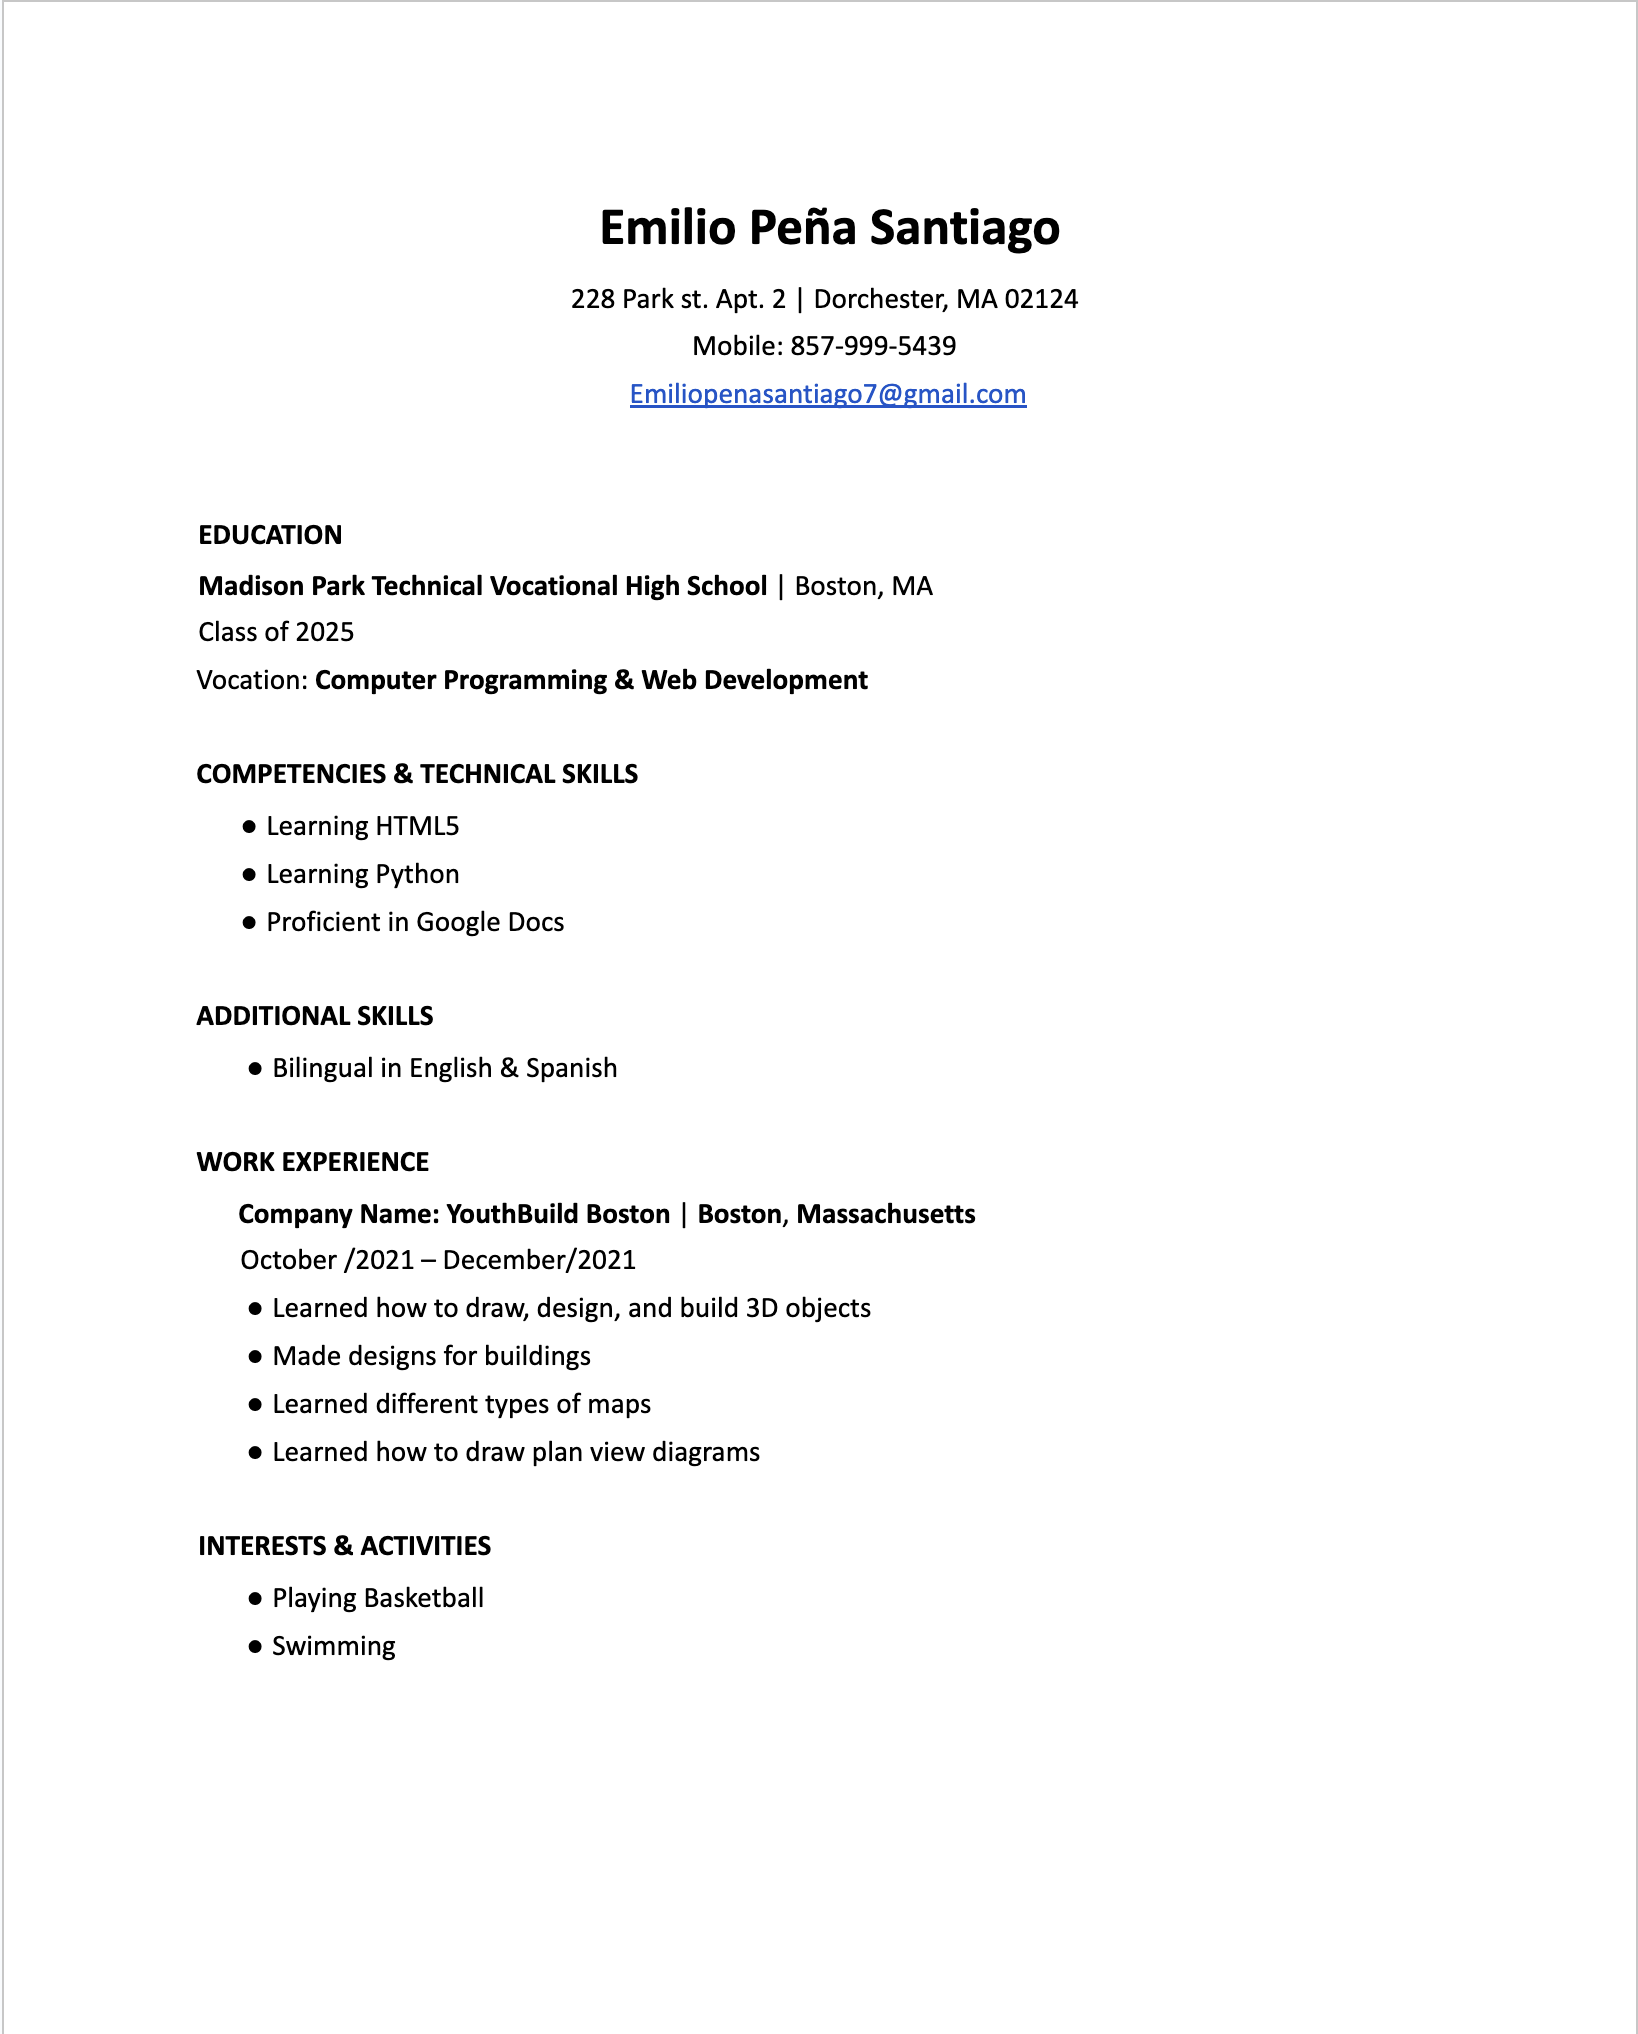 Emilio Peña Santiago
228 Park st. Apt. 2 | Dorchester, MA 02124
Mobile: 857-999-5439
Emiliopenasantiago7@gmail.com
EDUCATION
Madison Park Technical Vocational High School | Boston, MA
Class of 2025
Vocation: Computer Programming & Web Development
COMPETENCIES & TECHNICAL SKILLS
● Learning HTML5
● Learning Python
● Proficient in Google Docs
ADDITIONAL SKILLS
● Bilingual in English & Spanish
WORK EXPERIENCE
Company Name: YouthBuild Boston | Boston, Massachusetts
October /2021 – December/2021
● Learned how to draw, design, and build 3D objects
● Made designs for buildings
● Learned different types of maps
● Learned how to draw plan view diagrams
INTERESTS & ACTIVITIES
● Playing Basketball
● Swimming